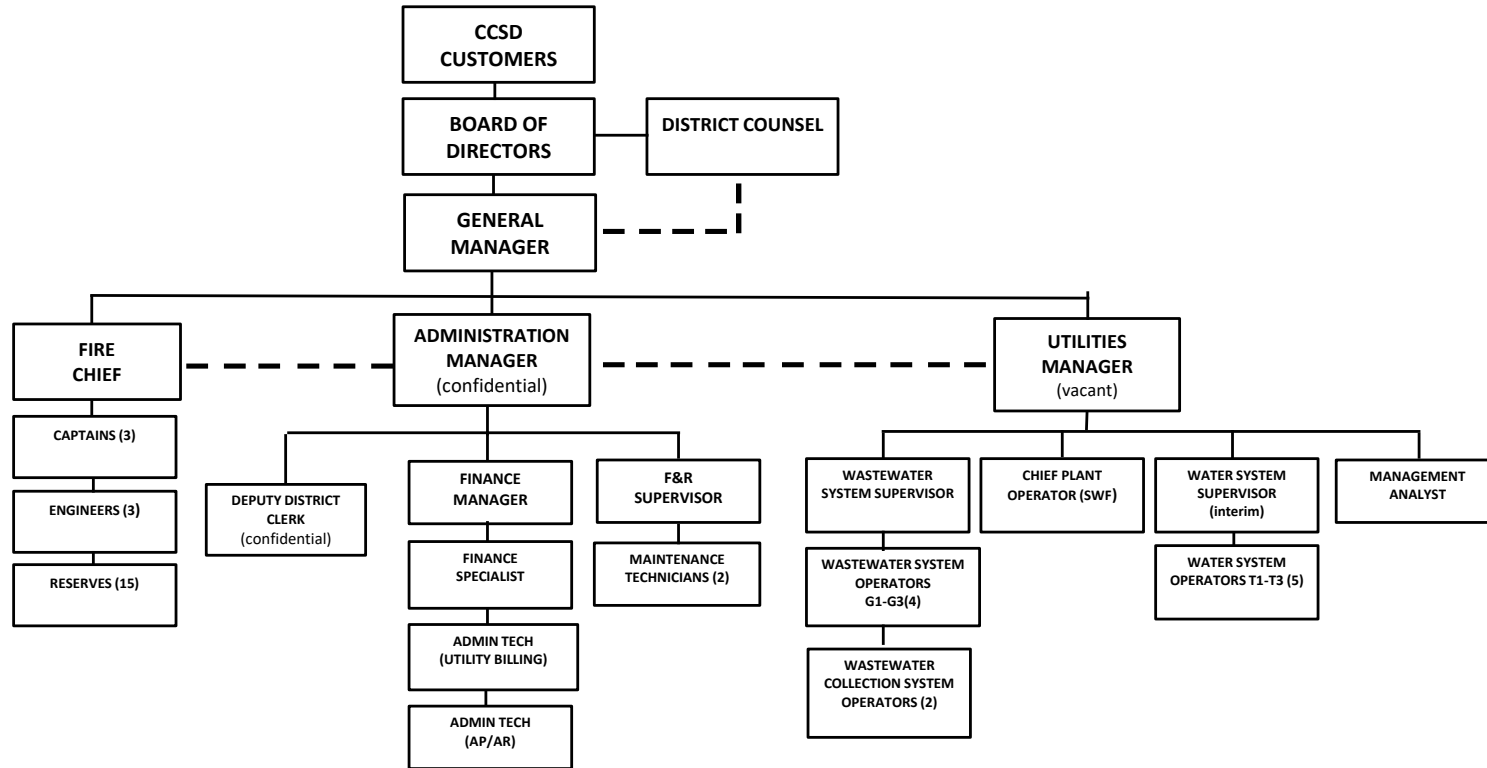 CCSD
CUSTOMERS
BOARD OF
DIRECTORS
DISTRICT COUNSEL
GENERAL
MANAGER
FIRE
CHIEF
ADMINISTRATION
MANAGER
(confidential)
UTILITIES
MANAGER
(vacant)
CAPTAINS (3)
ENGINEERS (3)
RESERVES (15)
DEPUTY DISTRICT
CLERK
(confidential)
FINANCE
MANAGER
FINANCE
SPECIALIST
ADMIN TECH
(UTILITY BILLING)
ADMIN TECH
(AP/AR)
F&R
SUPERVISOR
MAINTENANCE
TECHNICIANS (2)
WASTEWATER
SYSTEM SUPERVISOR
WASTEWATER SYSTEM
OPERATORS
G1-G3(4)
WASTEWATER
COLLECTION SYSTEM
OPERATORS (2)
CHIEF PLANT
OPERATOR (SWF)
WATER SYSTEM
SUPERVISOR
(interim)
WATER SYSTEM
OPERATORS T1-T3 (5)
MANAGEMENT
ANALYST